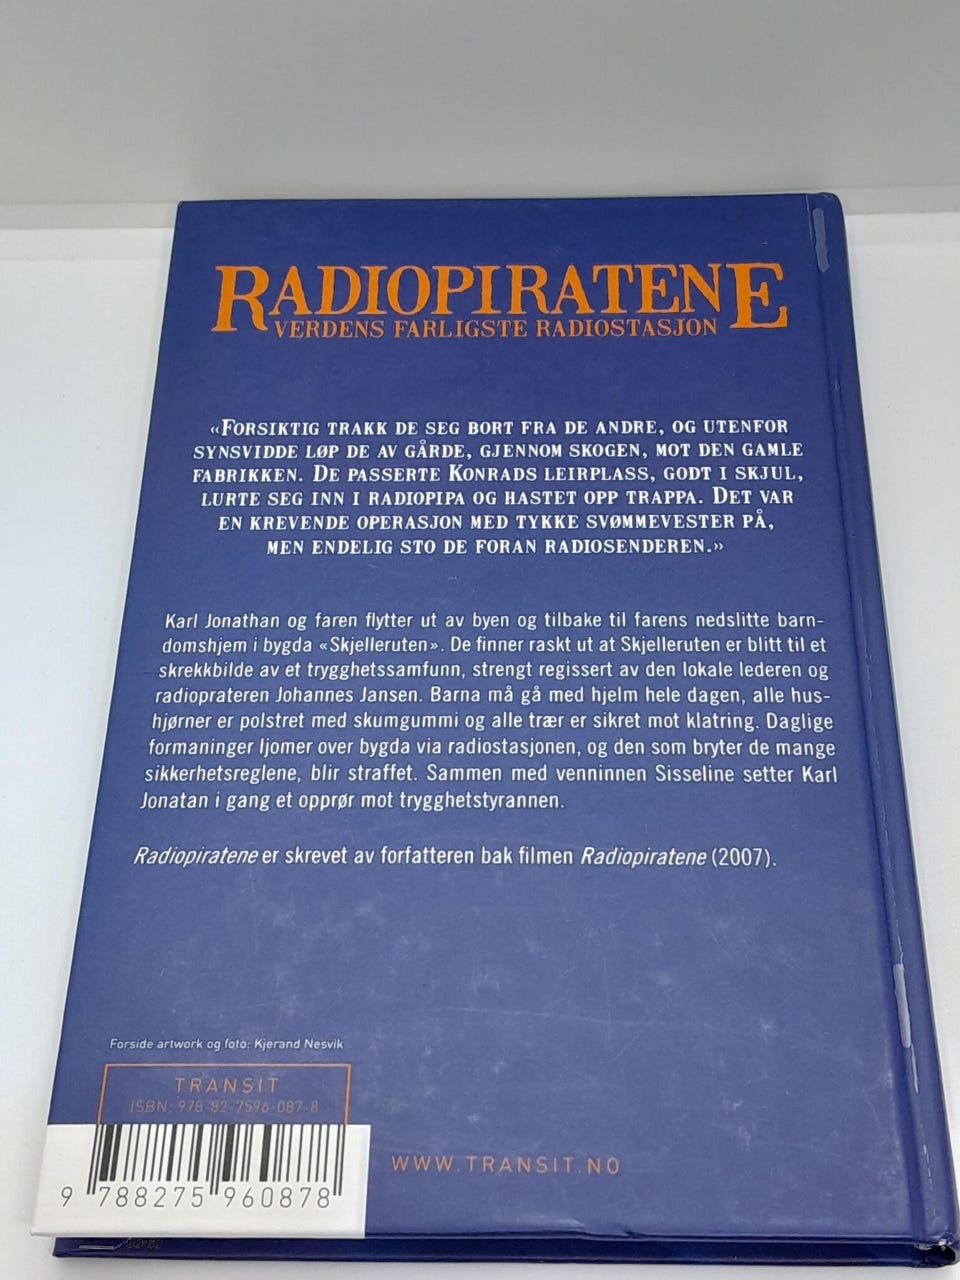 RADIOPIRATENE
VERDENS FARLIGSTE RADIOSTASJON
«FORSIKTIG TRAKK DE SEG BORT FRA DE ANDRE, OG UTENFOR
SYNSVIDDE LØP DE AV GÅRDE, GJENNOM SKOGEN, MOT DEN GAMLE
FABRIKKEN. DE PASSERTE KONRADS LEIRPLASS, GODT I SKJUL,
LURTE SEG INN I RADIOPIPA OG HASTET OPP TRAPPA. DET VAR
EN KREVENDE OPERASJON MED TYKKE SVØMMEVESTER PÅ,
MEN ENDELIG STO DE FORAN RADIOSENDEREN.»
Karl Jonathan og faren flytter ut av byen og tilbake til farens nedslitte barn-
domshjem i bygda «Skjelleruten». De finner raskt ut at Skjelleruten er blitt til et
skrekkbilde av et trygghetssamfunn, strengt regissert av den lokale lederen og
radioprateren Johannes Jansen. Barna må gå med hjelm hele dagen, alle hus-
hjørner er polstret med skumgummi og alle trær er sikret mot klatring. Daglige
formaninger ljomer over bygda via radiostasjonen, og den som bryter de mange
sikkerhetsreglene, blir straffet. Sammen med venninnen Sisseline setter Karl
Jonatan i gang et opprør mot trygghetstyrannen.
Radiopiratene er skrevet av forfatteren bak filmen Radiopiratene (2007).
Forside artwork og foto: Kjerand Nesvik
TRANSIT
ISBN: 978-82-7596-087-8
WWW.TRANSIT.NO
9 788275 960878